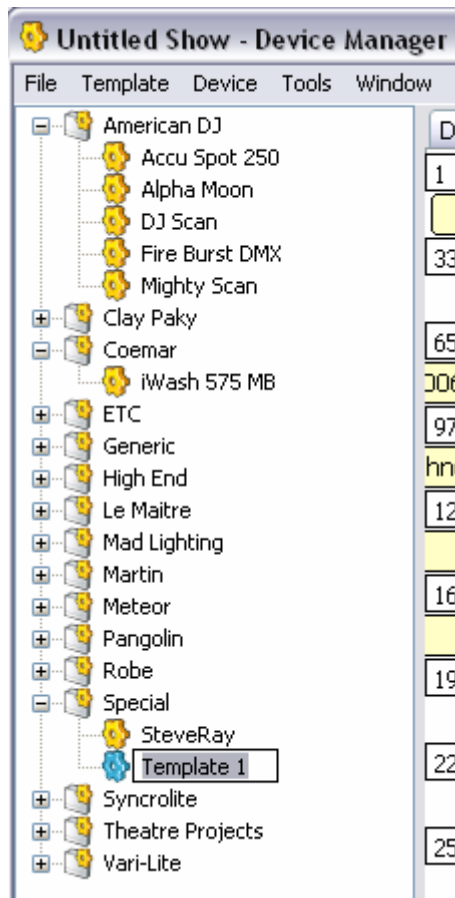 Untitled Show - Device Manager
File Template Device Tools Window
American DJ
Accu Spot 250
Alpha Moon
DJ Scan
Fire Burst DMX
Mighty Scan
Clay Paky
Coemar
iWash 575 MB
ETC
Generic
High End
Le Maitre
Mad Lighting
Martin
Meteor
Pangolin
Robe
Special
SteveRay
Template 1
Syncrolite
Theatre Projects
Vari-Lite
D
1
33
65
006
97
hn
12
16
19
22
25